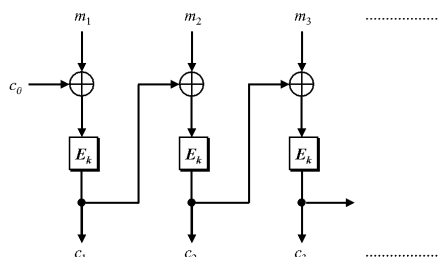 m₁ m₂ m₃ ....................
c₀
Eₖ Eₖ Eₖ
c₁ c₂ c₃ ....................